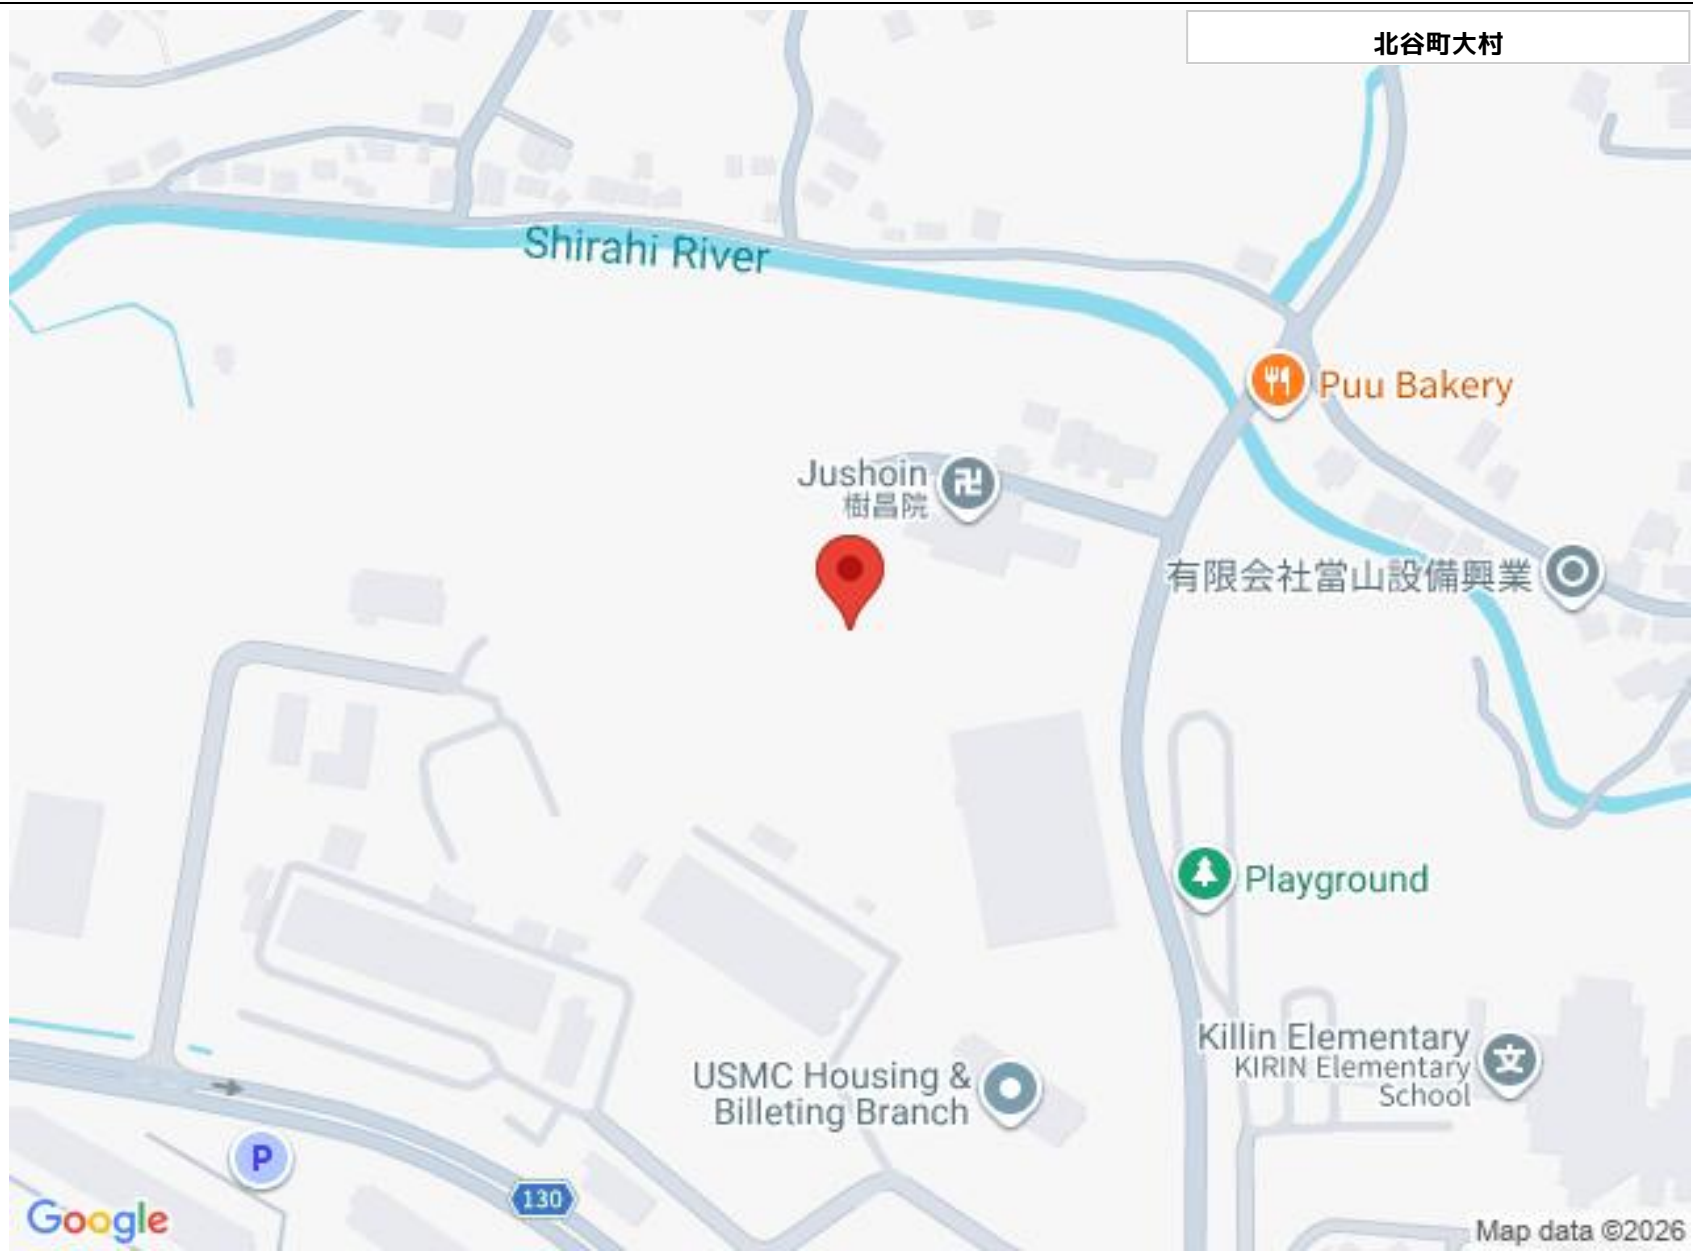 北谷町大村
Shirahi River
Puu Bakery
Jushoin
樹昌院
有限会社當山設備興業
Playground
Killin Elementary
KIRIN Elementary
School
USMC Housing &
Billeting Branch
文
P
130
Google
Map data ©2026